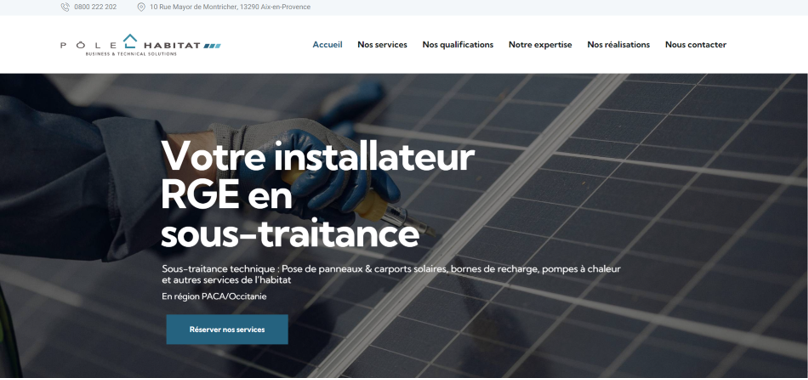 0800 222 202 10 Rue Mayor de Montricher, 13290 Aix-en-Provence
PÔLE HABITAT
BUSINESS & TECHNICAL SOLUTIONS
Accueil Nos services Nos qualifications Notre expertise Nos réalisations Nous contacter
Votre installateur
RGE en
sous-traitance
Sous-traitance technique : Pose de panneaux & carports solaires, bornes de recharge, pompes à chaleur
et autres services de l'habitat
En région PACA/Occitanie
Réserver nos services